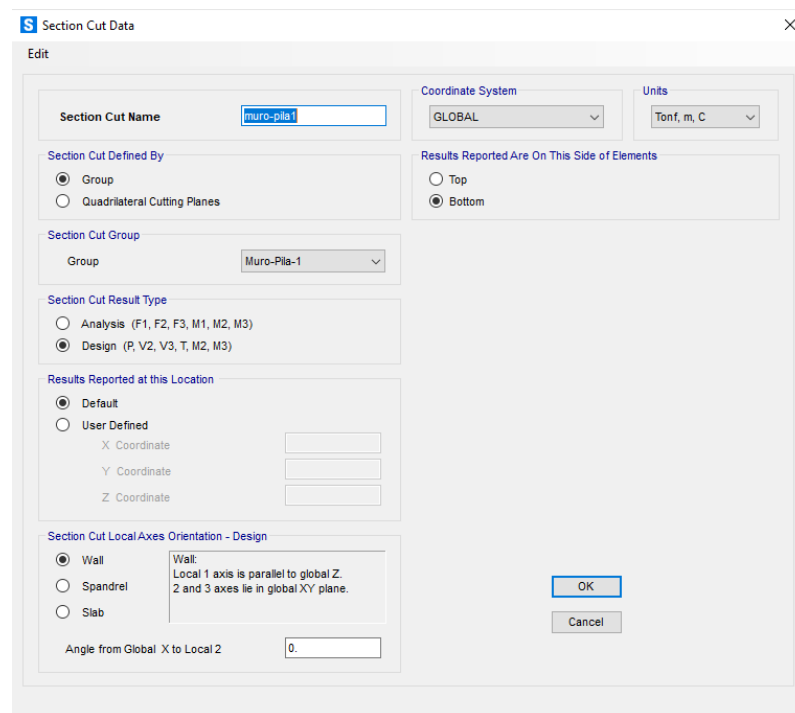 S Section Cut Data
Edit
Section Cut Name muro-pila1
Coordinate System
GLOBAL
Units
Tonf, m, C
Section Cut Defined By
Group
Quadrilateral Cutting Planes
Results Reported Are On This Side of Elements
Top
Bottom
Section Cut Group
Group Muro-Pila-1
Section Cut Result Type
Analysis (F1, F2, F3, M1, M2, M3)
Design (P, V2, V3, T, M2, M3)
Results Reported at this Location
Default
User Defined
X Coordinate
Y Coordinate
Z Coordinate
Section Cut Local Axes Orientation - Design
Wall
Spandrel
Slab
Wall:
Local 1 axis is parallel to global Z.
2 and 3 axes lie in global XY plane.
Angle from Global X to Local 2 0.
OK
Cancel